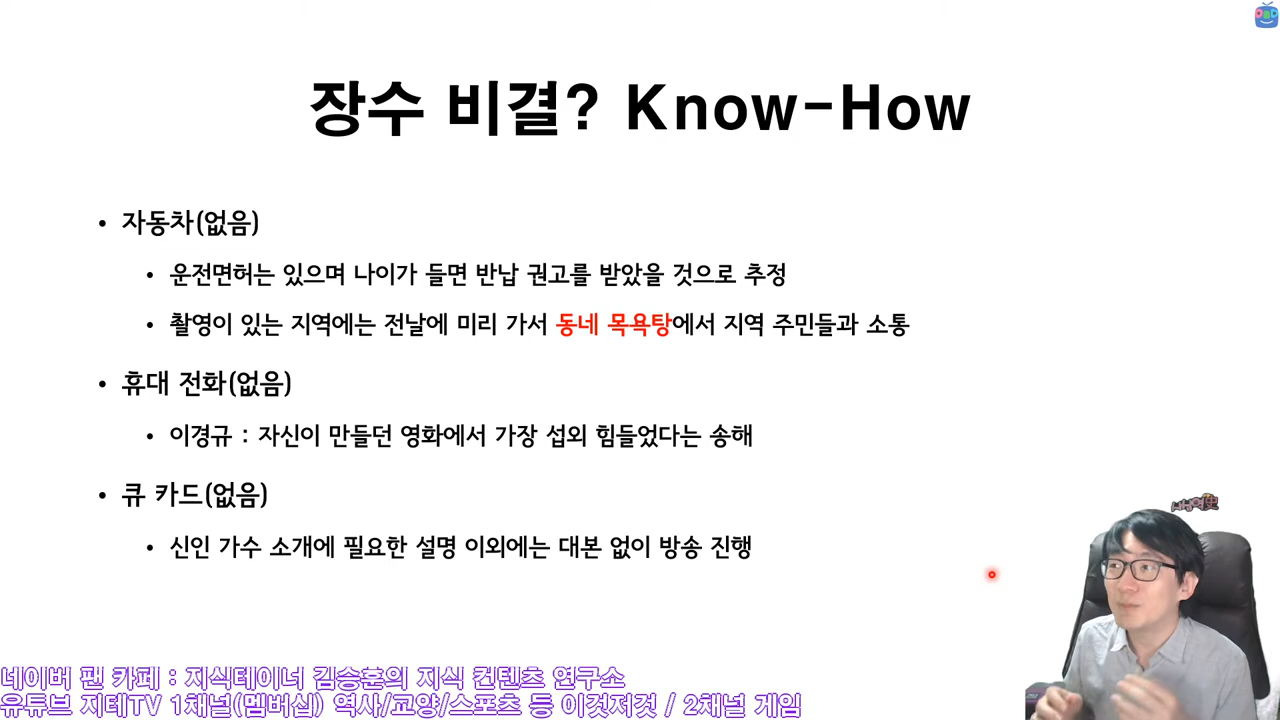 장수 비결? Know-How
• 자동차(없음)
• 운전면허는 있으며 나이가 들면 반납 권고를 받았을 것으로 추정
• 촬영이 있는 지역에는 전날에 미리 가서 동네 목욕탕에서 지역 주민들과 소통
• 휴대 전화(없음)
• 이경규 : 자신이 만들던 영화에서 가장 섭외 힘들었다는 송해
• 큐 카드(없음)
• 신인 가수 소개에 필요한 설명 이외에는 대본 없이 방송 진행
네이버 팬 카페 : 지식테이너 김승훈의 지식 컨텐츠 연구소
유튜브 지테TV 1채널(멤버십) 역사/교양/스포츠 등 이것저것 / 2채널 게임